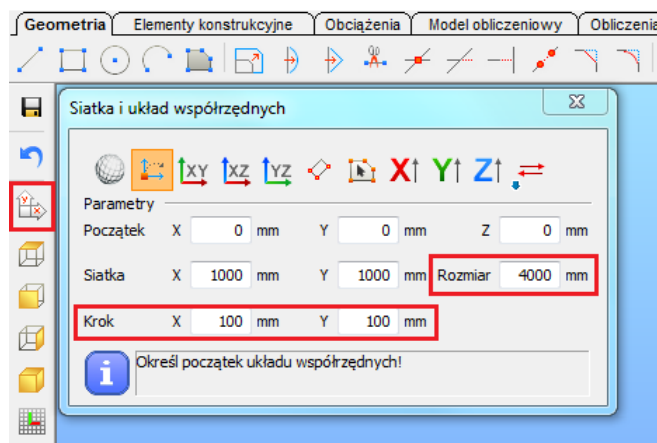 Geometria Elementy konstrukcyjne Obciążenia Model obliczeniowy Obliczenia
Siatka i układ współrzędnych
XY XZ YZ X Y Z
Parametry
Początek X 0 mm Y 0 mm Z 0 mm
Siatka X 1000 mm Y 1000 mm Rozmiar 4000 mm
Krok X 100 mm Y 100 mm
Określ początek układu współrzędnych!